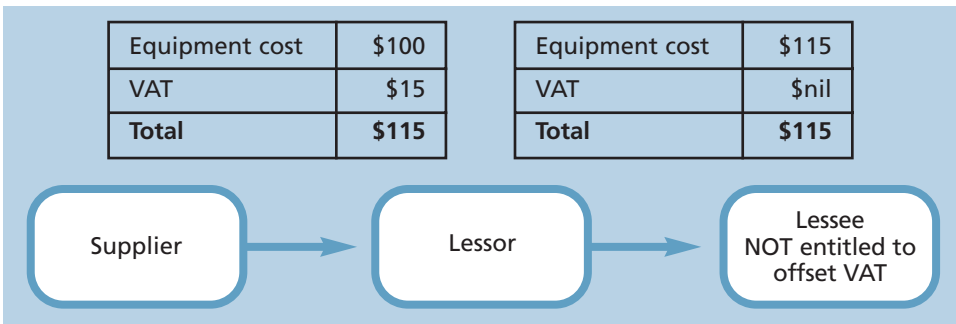 Equipment cost $100
VAT $15
Total $115
Equipment cost $115
VAT $nil
Total $115
Supplier
Lessor
Lessee
NOT entitled to
offset VAT